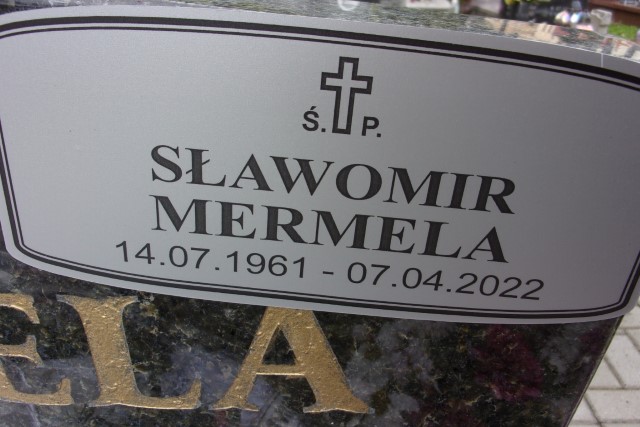 Ś. P.
SŁAWOMIR
MERMELA
14.07.1961 - 07.04.2022
ELA